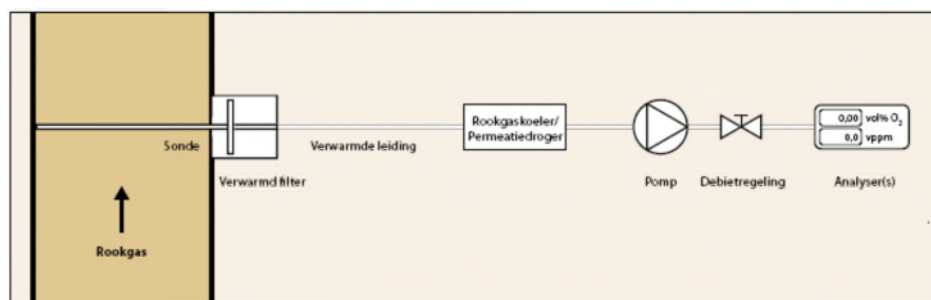 Rookgas
Sonde
Verwarmd filter
Verwarmde leiding
Rookgaskoeler/
Permeatiedroger
Pomp
Debietregeling
0,00 vol% O₂
0,0 vppm
Analyser(s)